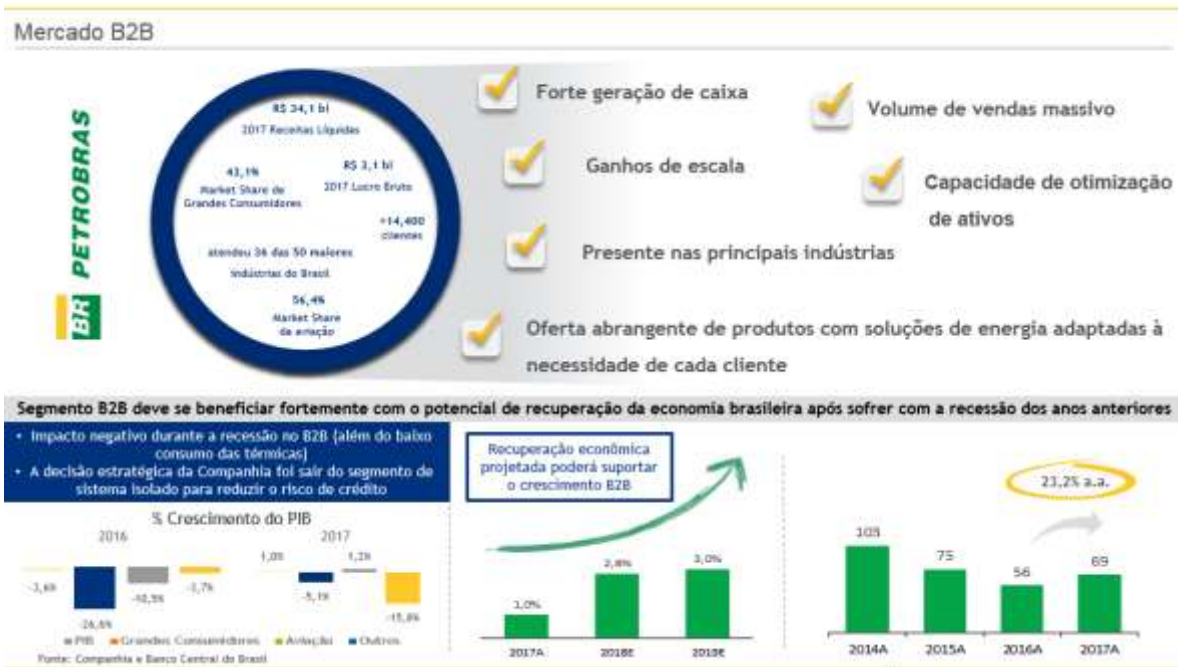 Mercado B2B
BR PETROBRAS
R$ 34,1 bi
2017 Receitas Líquidas
43,1%
Market Share de
Grandes Consumidores
R$ 3,1 bi
2017 Lucro Bruto
+14,400
clientes
atendeu 36 das 50 maiores
indústrias do Brasil
56,4%
Market Share
da aviação
Forte geração de caixa
Volume de vendas massivo
Ganhos de escala
Capacidade de otimização
de ativos
Presente nas principais indústrias
Oferta abrangente de produtos com soluções de energia adaptadas à
necessidade de cada cliente
Segmento B2B deve se beneficiar fortemente com o potencial de recuperação da economia brasileira após sofrer com a recessão dos anos anteriores
• Impacto negativo durante a recessão no B2B (além do baixo
consumo das térmicas)
• A decisão estratégica da Companhia foi sair do segmento de
sistema isolado para reduzir o risco de crédito
% Crescimento do PIB
2016
2017
-3,6%
-26,6%
-10,5%
-3,7%
1,0%
-5,1%
1,2%
-15,8%
PIB Grandes Consumidores Aviação Outros
Fonte: Companhia e Banco Central do Brasil
Recuperação econômica
projetada poderá suportar
o crescimento B2B
1,0%
2,8%
3,0%
2017A 2018E 2019E
23,2% a.a.
103
75
56
69
2014A 2015A 2016A 2017A